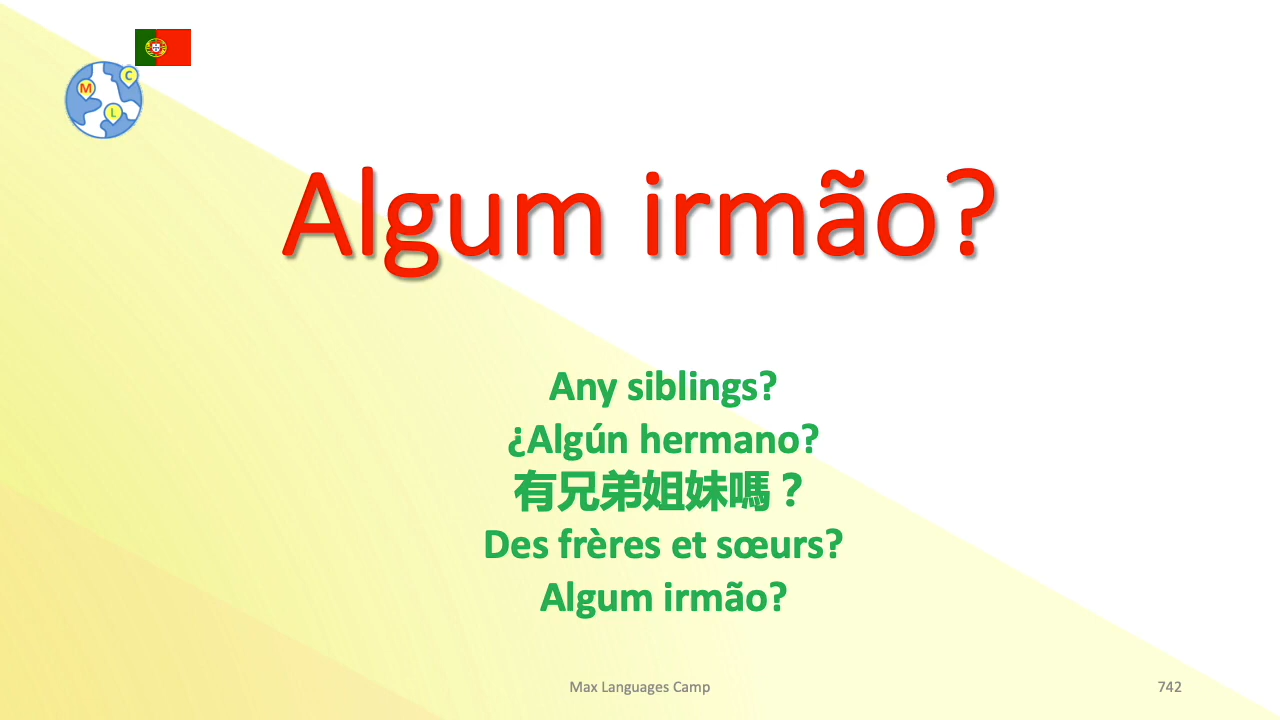 M
C
L
Algum irmão?
Any siblings?
¿Algún hermano?
有兄弟姐妹嗎？
Des frères et sœurs?
Algum irmão?
Max Languages Camp
742